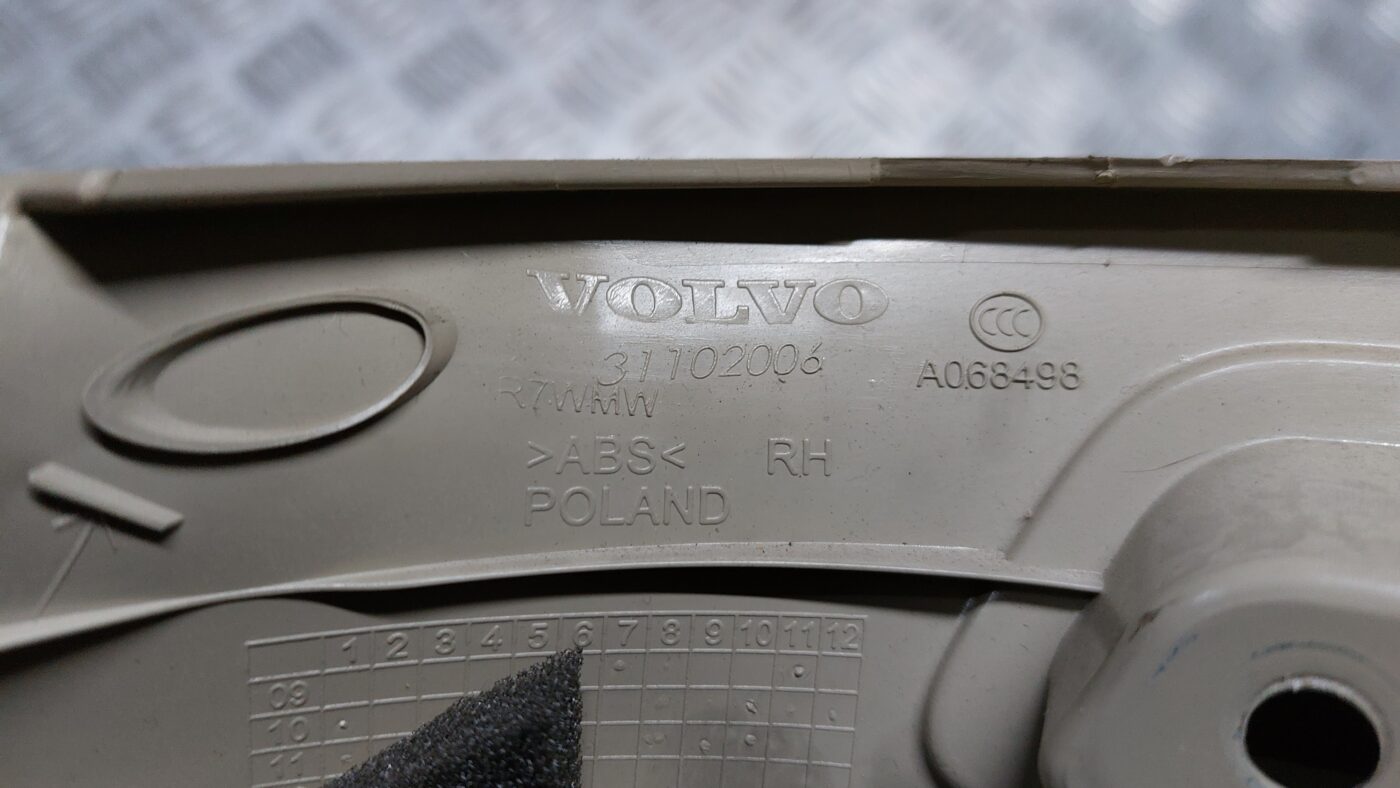 VOLVO
31102006
R7WMW
>ABS< RH
POLAND
CCC
A068498
1 2 3 4 5 6 7 8 9 10 11 12
09
10
11